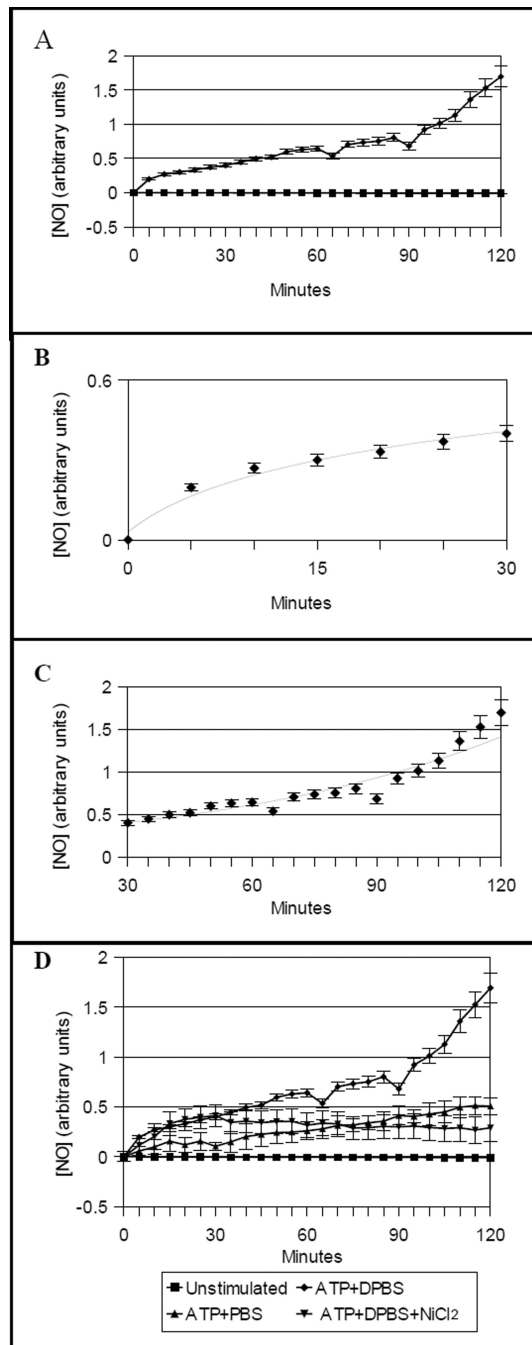 A
[NO] (arbitrary units)
2
1.5
1
0.5
0
-0.5
0 30 60 90 120
Minutes
B
[NO] (arbitrary units)
0.6
0
0 15 30
Minutes
C
[NO] (arbitrary units)
2
1.5
1
0.5
0
30 60 90 120
Minutes
D
[NO] (arbitrary units)
2
1.5
1
0.5
0
-0.5
0 30 60 90 120
Minutes
Unstimulated ATP+DPBS
ATP+PBS ATP+DPBS+NiCl2